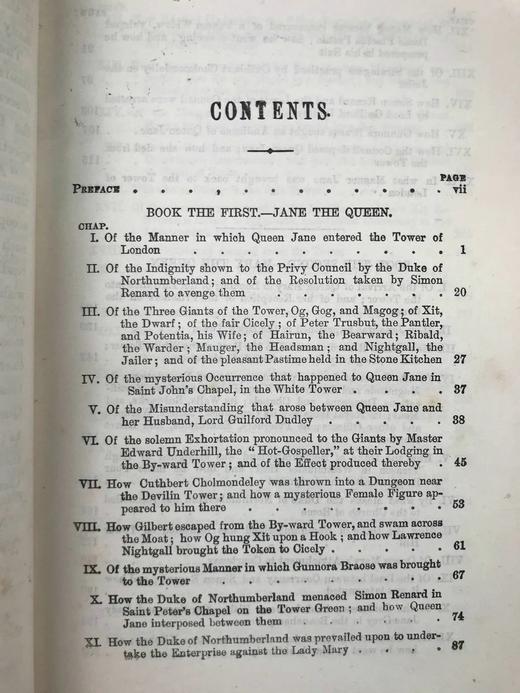 CONTENTS.
PAGE
PREFACE . . . . . . . . . . . . vii
BOOK THE FIRST.—JANE THE QUEEN.
CHAP.
I. Of the Manner in which Queen Jane entered the Tower of
London . . . . . . . . . . 1
II. Of the Indignity shown to the Privy Council by the Duke of
Northumberland; and of the Resolution taken by Simon
Renard to avenge them . . . . . . . 20
III. Of the Three Giants of the Tower, Og, Gog, and Magog; of Xit,
the Dwarf; of the fair Cicely; of Peter Trusbut, the Pantler,
and Potentia, his Wife; of Hairun, the Bearward; Ribald,
the Warder; Mauger, the Headsman; and Nightgall, the
Jailer; and of the pleasant Pastime held in the Stone Kitchen 27
IV. Of the mysterious Occurrence that happened to Queen Jane in
Saint John's Chapel, in the White Tower . . . . 37
V. Of the Misunderstanding that arose between Queen Jane and
her Husband, Lord Guilford Dudley . . . . . 38
VI. Of the solemn Exhortation pronounced to the Giants by Master
Edward Underhill, the "Hot-Gospeller," at their Lodging in
the By-ward Tower; and of the Effect produced thereby . 45
VII. How Cuthbert Cholmondeley was thrown into a Dungeon near
the Devilin Tower; and how a mysterious Female Figure ap-
peared to him there . . . . . . . 53
VIII. How Gilbert escaped from the By-ward Tower, and swam across
the Moat; how Og hung Xit upon a Hook; and how Lawrence
Nightgall brought the Token to Cicely . . . . . 61
IX. Of the mysterious Manner in which Gunnora Braose was brought
to the Tower . . . . . . . . 67
X. How the Duke of Northumberland menaced Simon Renard in
Saint Peter's Chapel on the Tower Green; and how Queen
Jane interposed between them . . . . . . 74
XI. How the Duke of Northumberland was prevailed upon to under-
take the Enterprise against the Lady Mary . . . . 87